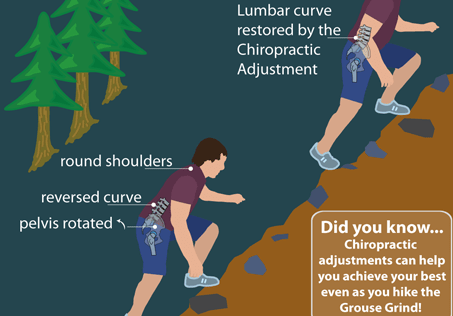 Lumbar curve
restored by the
Chiropractic
Adjustment
round shoulders
reversed curve
pelvis rotated
Did you know...
Chiropractic
adjustments can help
you achieve your best
even as you hike the
Grouse Grind!